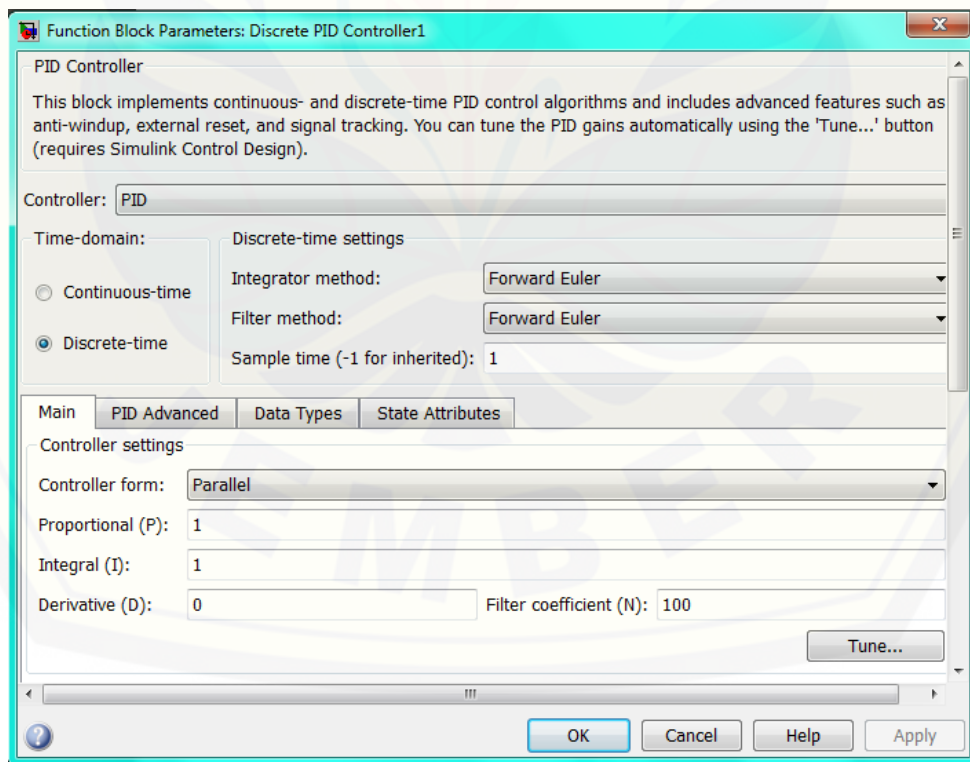 Function Block Parameters: Discrete PID Controller1
x
PID Controller
This block implements continuous- and discrete-time PID control algorithms and includes advanced features such as
anti-windup, external reset, and signal tracking. You can tune the PID gains automatically using the 'Tune...' button
(requires Simulink Control Design).
Controller: PID
Time-domain:
Discrete-time settings
Continuous-time
Discrete-time
Integrator method: Forward Euler
Filter method: Forward Euler
Sample time (-1 for inherited): 1
Main PID Advanced Data Types State Attributes
Controller settings
Controller form: Parallel
Proportional (P): 1
Integral (I): 1
Derivative (D): 0 Filter coefficient (N): 100
Tune...
OK Cancel Help Apply
?
EMBER